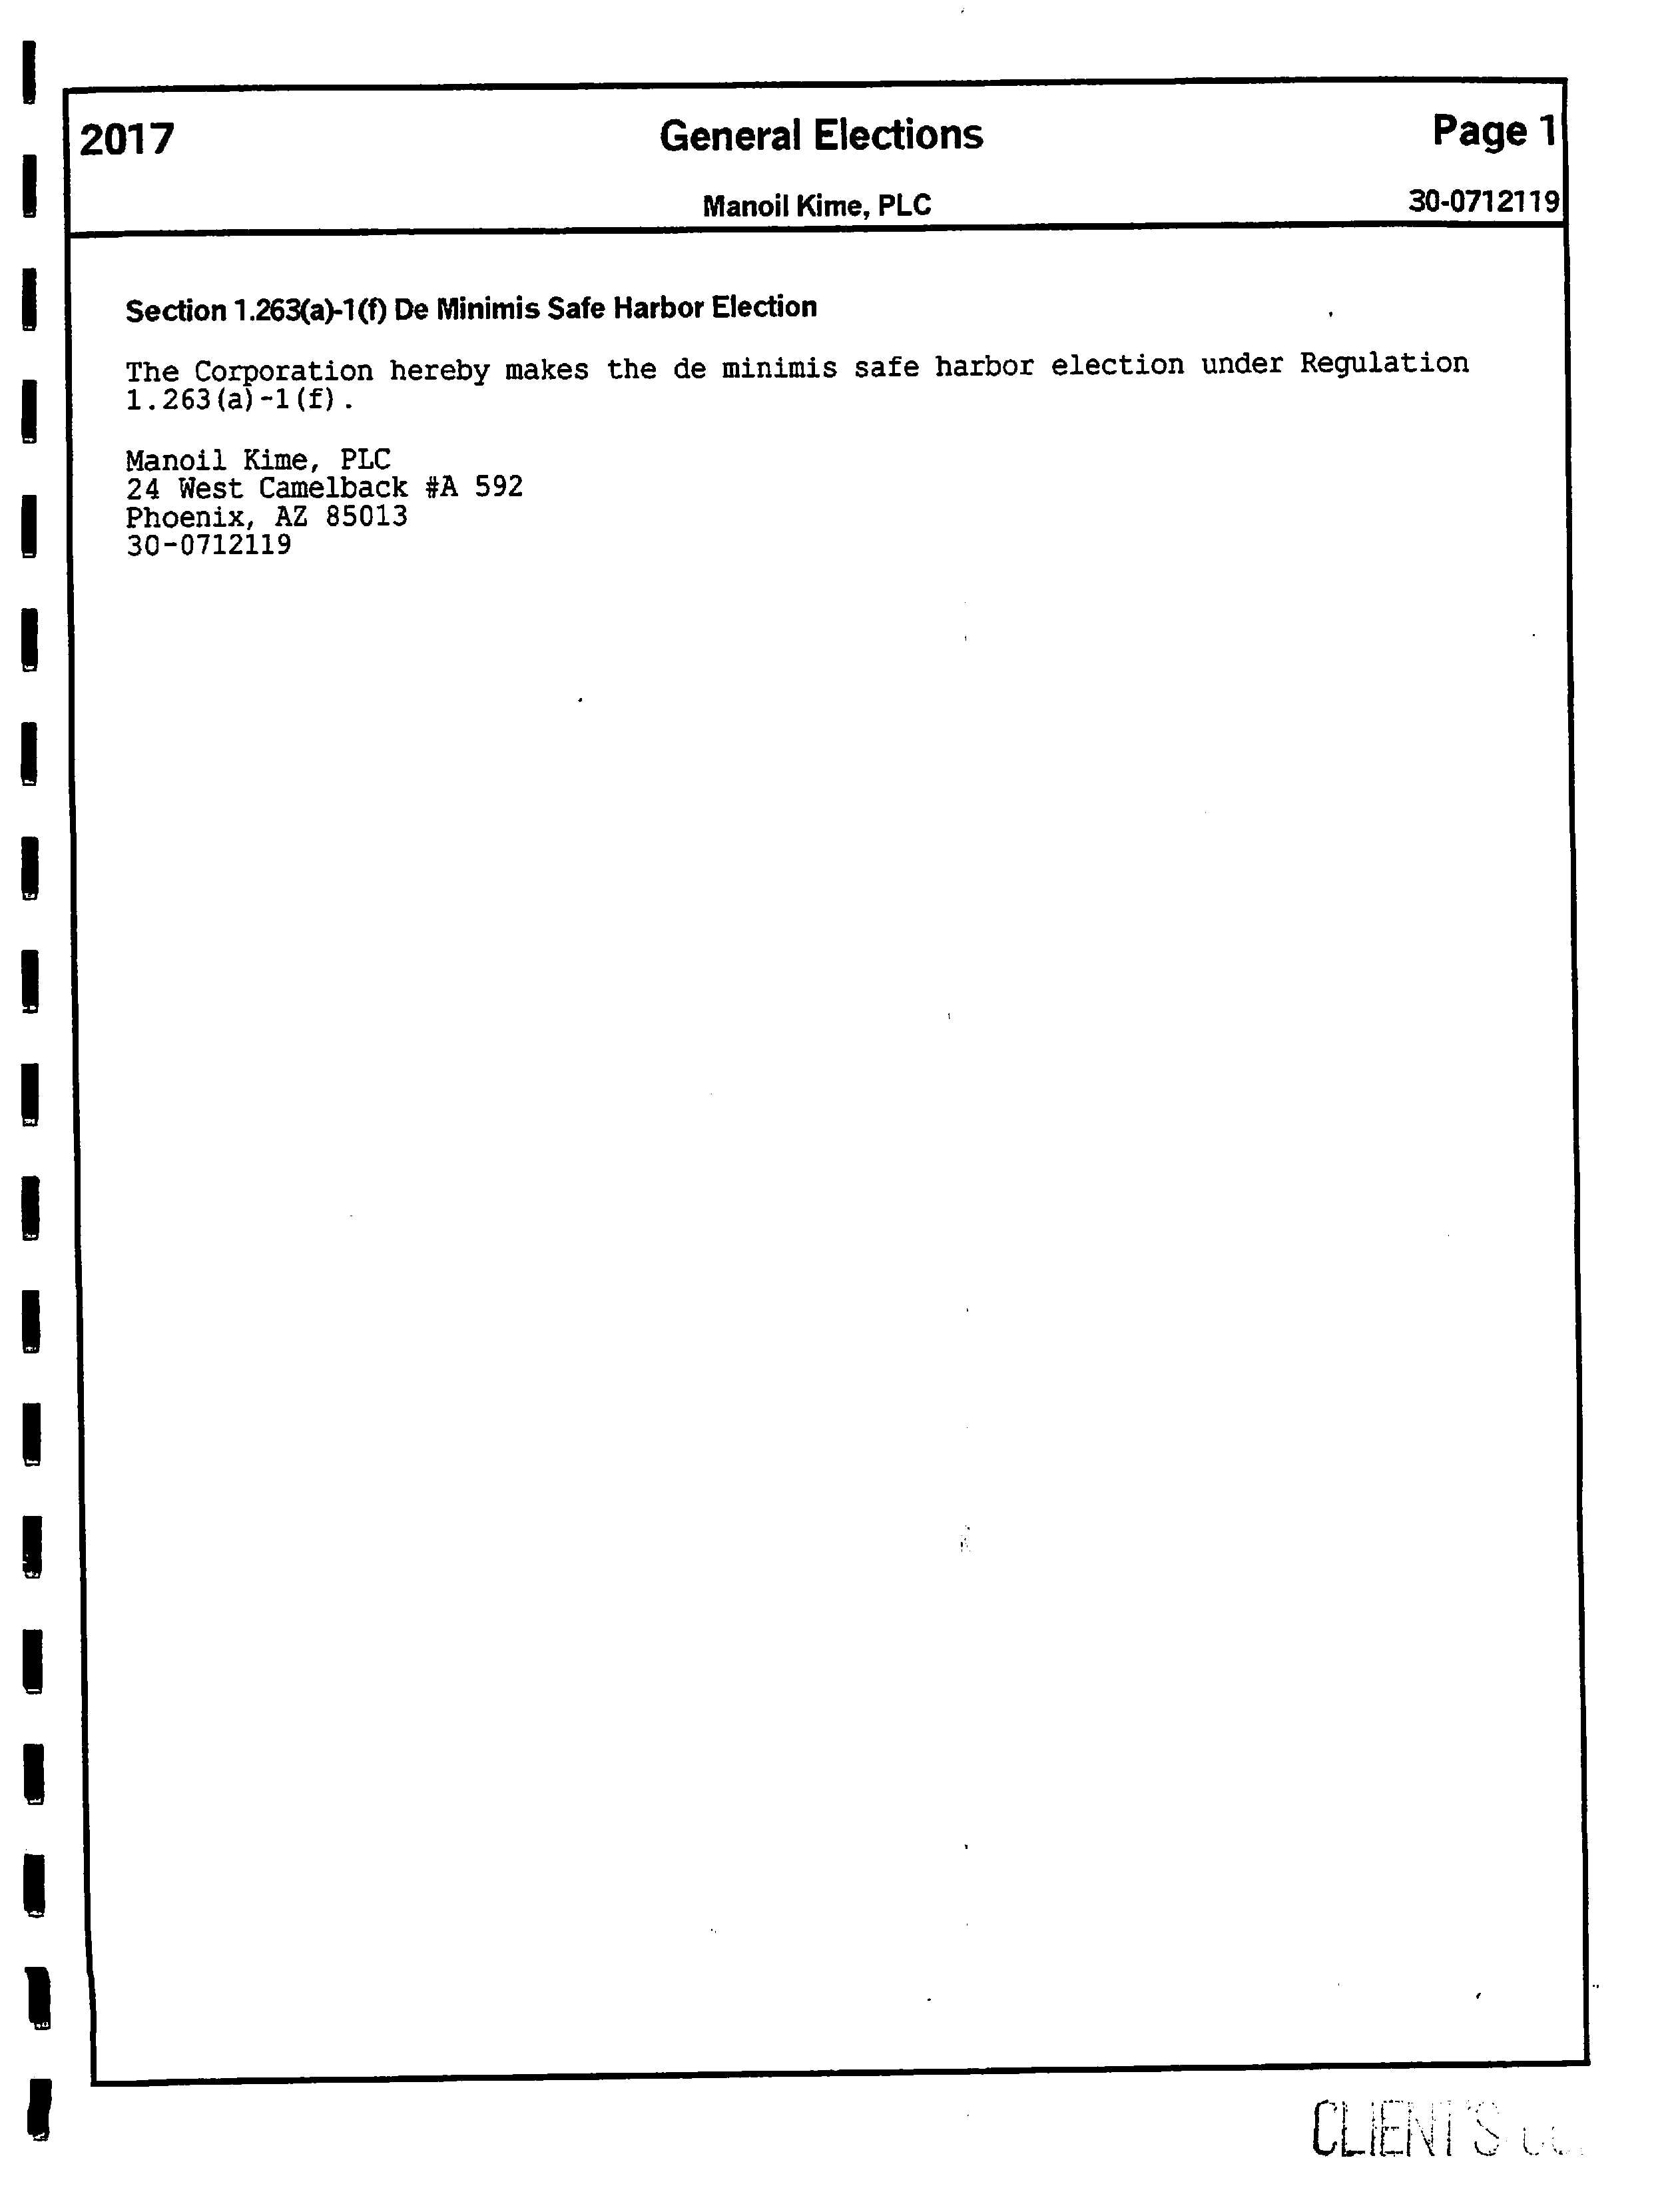 2017
General Elections
Page 1
Manoil Kime, PLC
30-0712119
Section 1.263(a)-1(f) De Minimis Safe Harbor Election
The Corporation hereby makes the de minimis safe harbor election under Regulation
1.263(a)-1(f).
Manoil Kime, PLC
24 West Camelback #A 592
Phoenix, AZ 85013
30-0712119
CLIENT'S